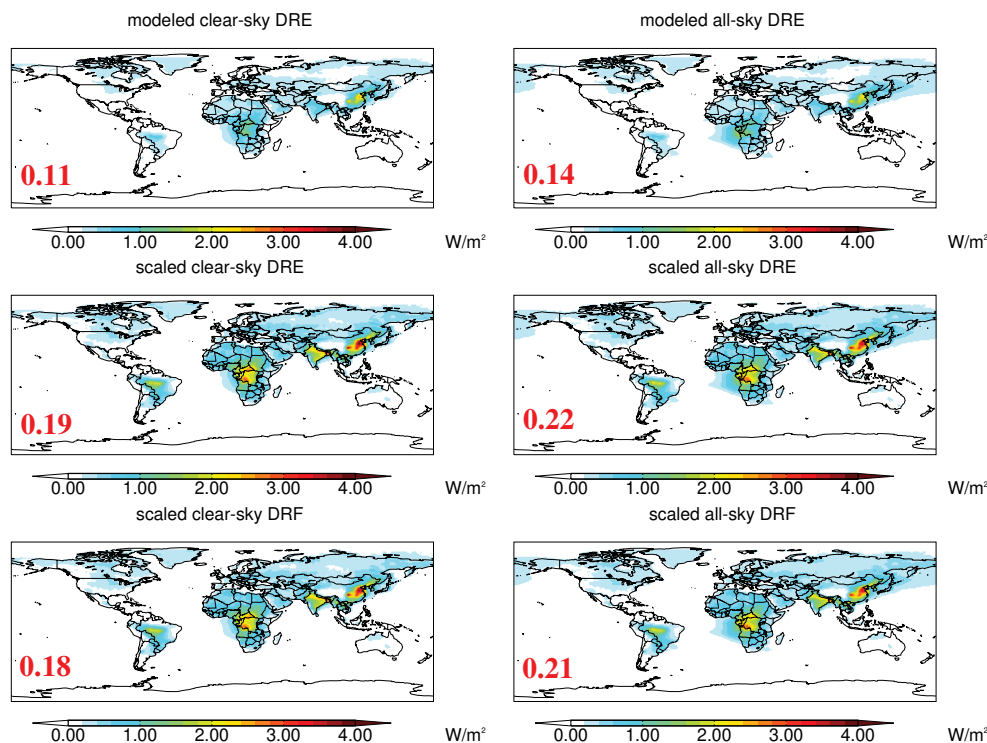 modeled clear-sky DRE
modeled all-sky DRE
0.11
0.14
0.00 1.00 2.00 3.00 4.00 W/m²
0.00 1.00 2.00 3.00 4.00 W/m²
scaled clear-sky DRE
scaled all-sky DRE
0.19
0.22
0.00 1.00 2.00 3.00 4.00 W/m²
0.00 1.00 2.00 3.00 4.00 W/m²
scaled clear-sky DRF
scaled all-sky DRF
0.18
0.21
0.00 1.00 2.00 3.00 4.00 W/m²
0.00 1.00 2.00 3.00 4.00 W/m²